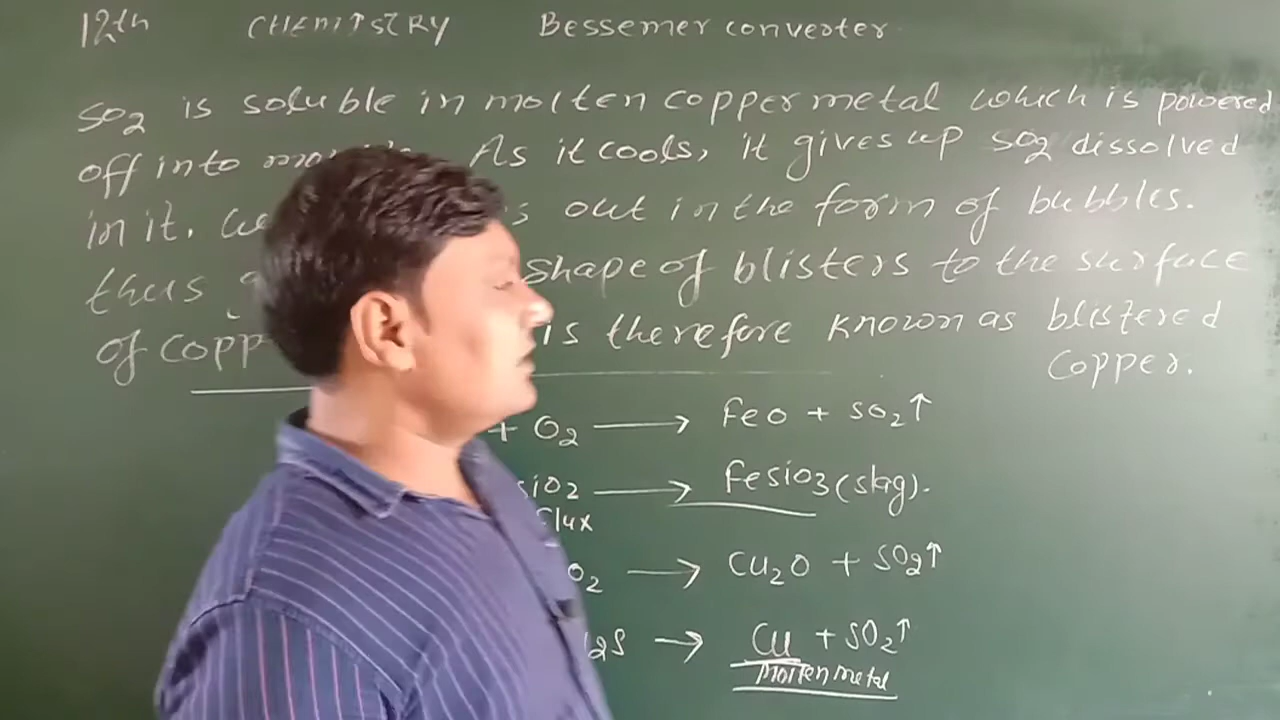 12th CHEMISTRY Bessemer converter
SO2 is soluble in molten copper metal which is powered
off into As it cools, it gives up SO2 dissolved
in it. out in the form of bubbles.
thus shape of blisters to the surface
of is therefore known as blistered
copper.
+ O2 → FeO + SO2↑
SiO2 → FeSiO3 (slag).
Flux
O2 → Cu2O + SO2↑
→ Cu + SO2↑
Molten metal